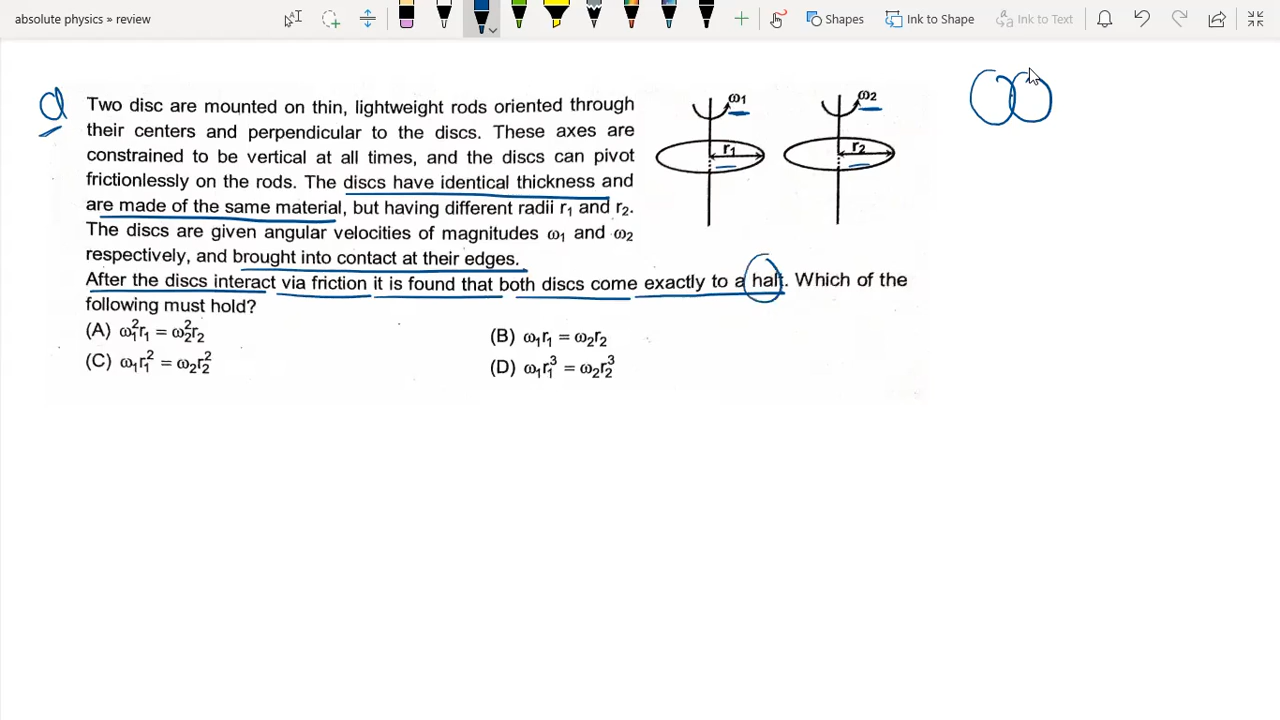 absolute physics » review
Shapes
Ink to Shape
Ink to Text
Q
Two disc are mounted on thin, lightweight rods oriented through
their centers and perpendicular to the discs. These axes are
constrained to be vertical at all times, and the discs can pivot
frictionlessly on the rods. The discs have identical thickness and
are made of the same material, but having different radii r₁ and r₂.
The discs are given angular velocities of magnitudes ω₁ and ω₂
respectively, and brought into contact at their edges.
After the discs interact via friction it is found that both discs come exactly to a halt. Which of the
following must hold?
(A) ω₁²r₁ = ω₂²r₂
(B) ω₁r₁ = ω₂r₂
(C) ω₁r₁² = ω₂r₂²
(D) ω₁r₁³ = ω₂r₂³
ω1
ω2
r₁
r₂